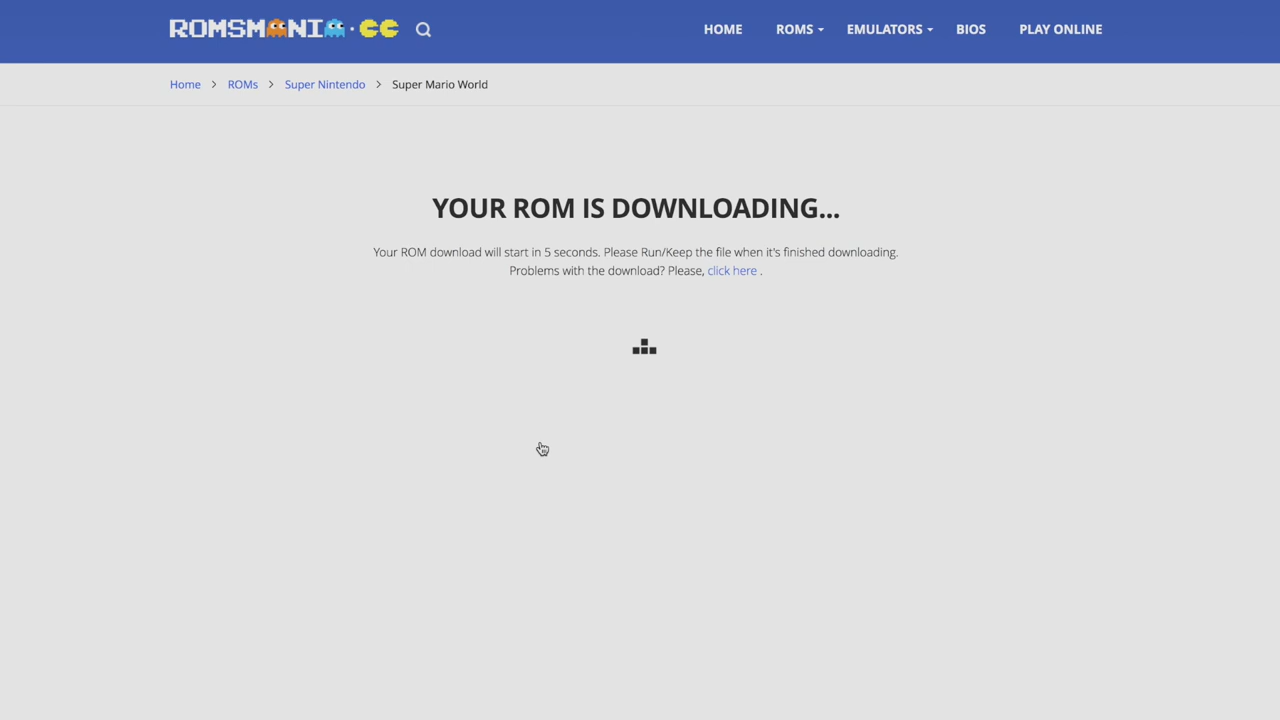 ROMSMANIA.CC
HOME ROMS EMULATORS BIOS PLAY ONLINE
Home > ROMs > Super Nintendo > Super Mario World
YOUR ROM IS DOWNLOADING...
Your ROM download will start in 5 seconds. Please Run/Keep the file when it's finished downloading.
Problems with the download? Please, click here .